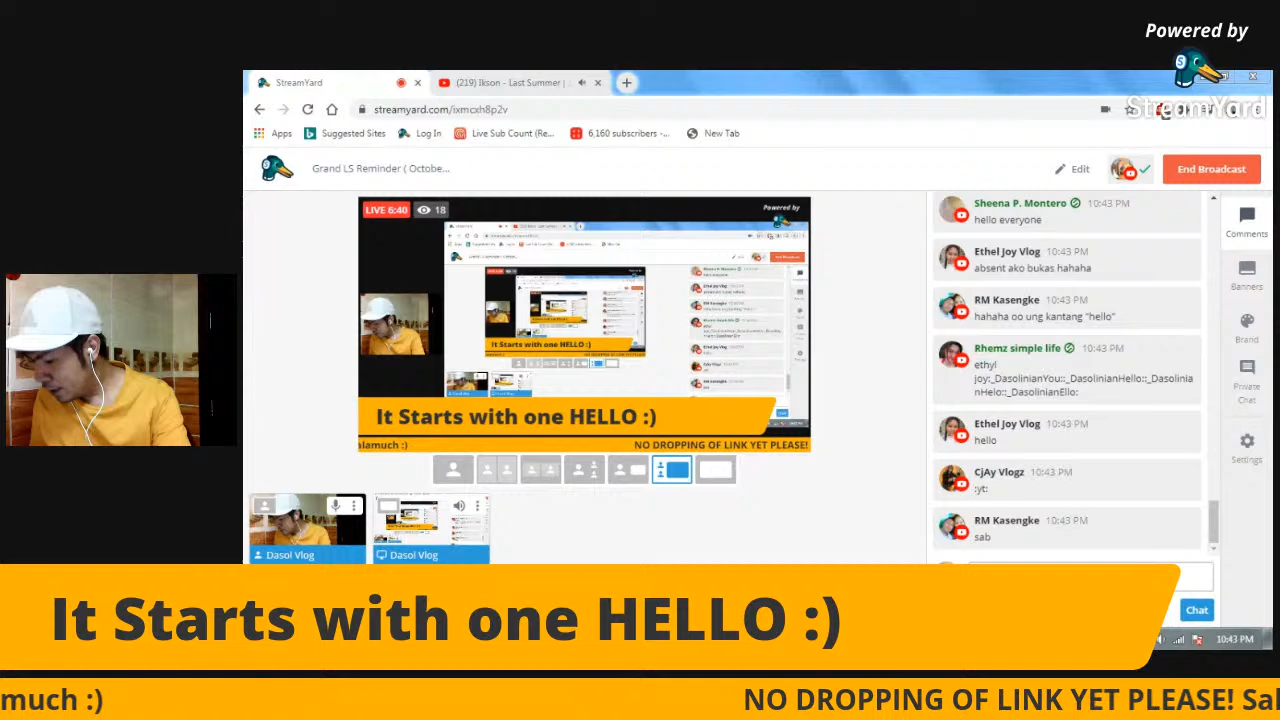 Powered by
StreamYard
StreamYard
(219) Ikson - Last Summer |
streamyard.com/ixmcxh8p2v
Apps
Suggested Sites
Log In
Live Sub Count (Re...
6,160 subscribers -...
New Tab
Grand LS Reminder ( Octobe...
Edit
End Broadcast
LIVE 6:40
18
Powered by
It Starts with one HELLO :)
It Starts with one HELLO :)
alamuch :)
NO DROPPING OF LINK YET PLEASE!
Dasol Vlog
Dasol Vlog
Sheena P. Montero 10:43 PM
hello everyone
Ethel Joy Vlog 10:43 PM
absent ako bukas hahaha
RM Kasengke 10:43 PM
hahaha oo ung kantang "hello"
Rhemz simple life 10:43 PM
ethyl
joy:_DasolinianYou::_DasolinianHello::_Dasolinia
nHelo::_DasolinianEllo:
Ethel Joy Vlog 10:43 PM
hello
CjAy Vlogz 10:43 PM
:yt:
RM Kasengke 10:43 PM
sab
Comments
Banners
Brand
Private
Chat
Settings
Chat
10:43 PM
It Starts with one HELLO :)
much :)
NO DROPPING OF LINK YET PLEASE! Sal